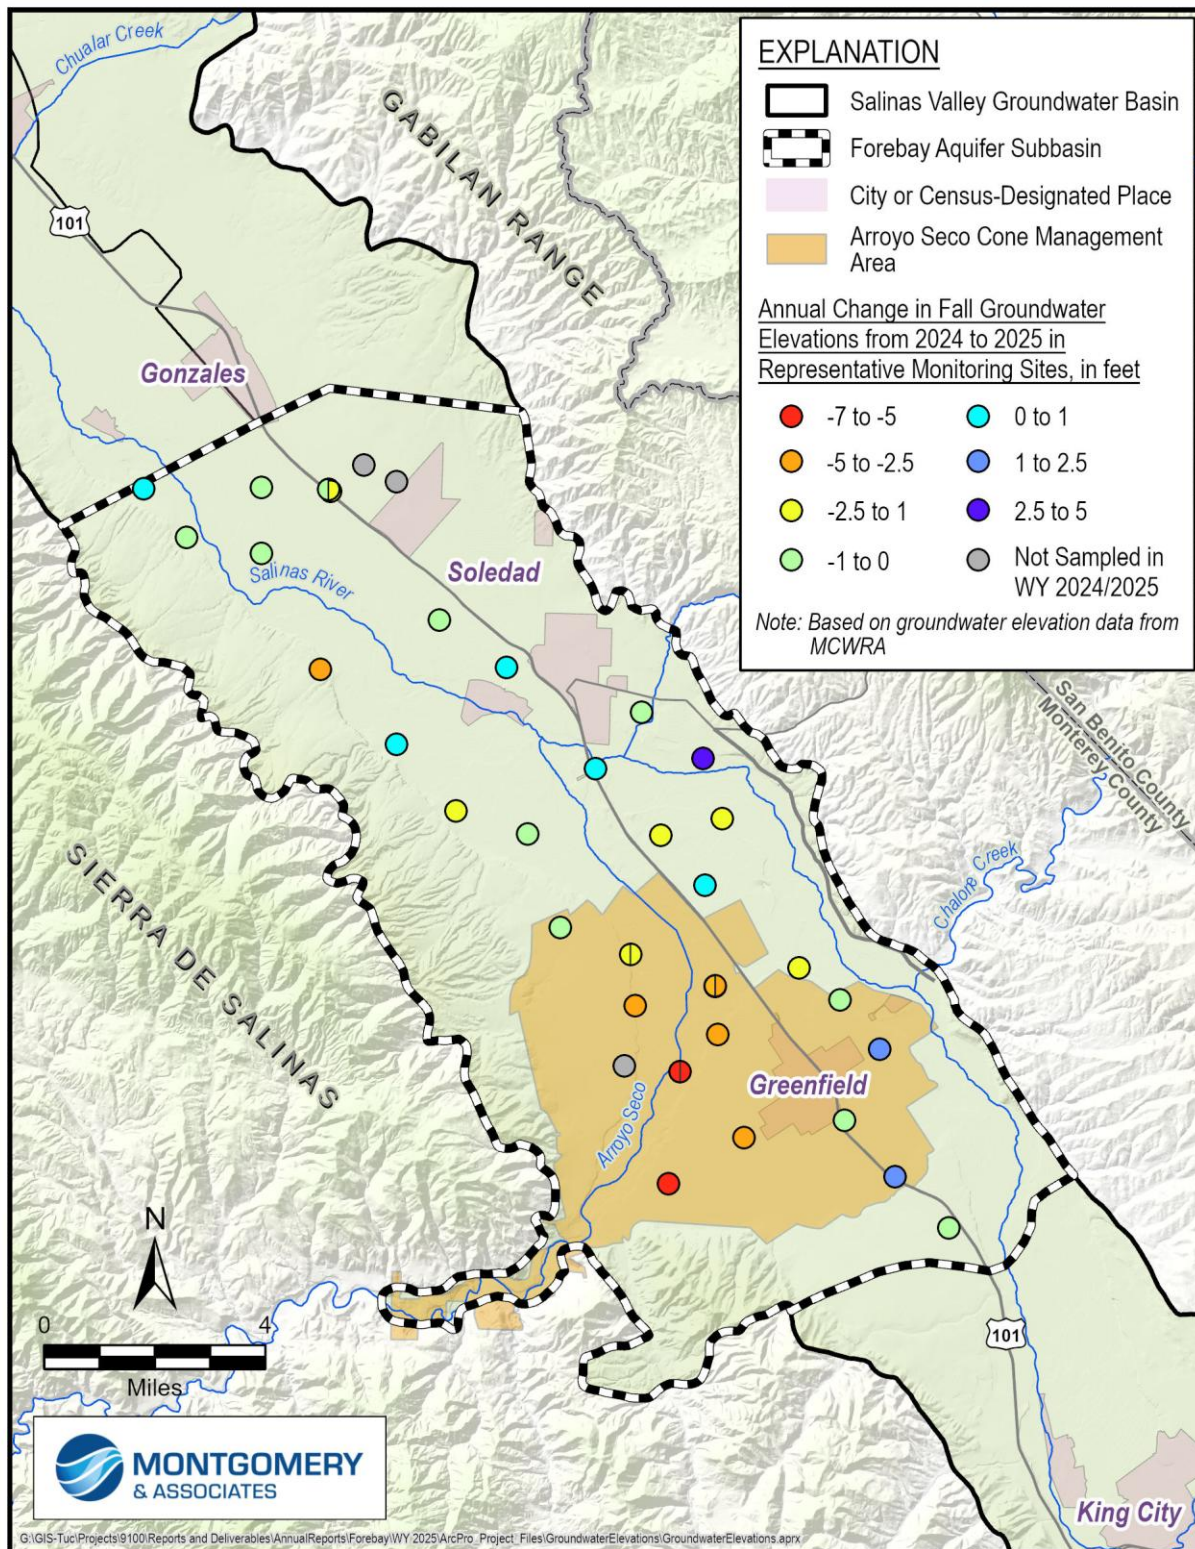 Chualar Creek
GABILAN RANGE
101
Gonzales
Soledad
Salinas River
SIERRA DE SALINAS
San Benito County
Monterey County
Chalone Creek
Greenfield
Arroyo Seco
101
King City
EXPLANATION
Salinas Valley Groundwater Basin
Forebay Aquifer Subbasin
City or Census-Designated Place
Arroyo Seco Cone Management
Area
Annual Change in Fall Groundwater
Elevations from 2024 to 2025 in
Representative Monitoring Sites, in feet
-7 to -5
-5 to -2.5
-2.5 to 1
-1 to 0
0 to 1
1 to 2.5
2.5 to 5
Not Sampled in
WY 2024/2025
Note: Based on groundwater elevation data from
MCWRA
N
0 4
Miles
MONTGOMERY
& ASSOCIATES
G:\GIS-Tuc\Projects\9100\Reports and Deliverables\AnnualReports\Forebay\WY 2025\ArcPro_Project_Files\GroundwaterElevations\GroundwaterElevations.aprx